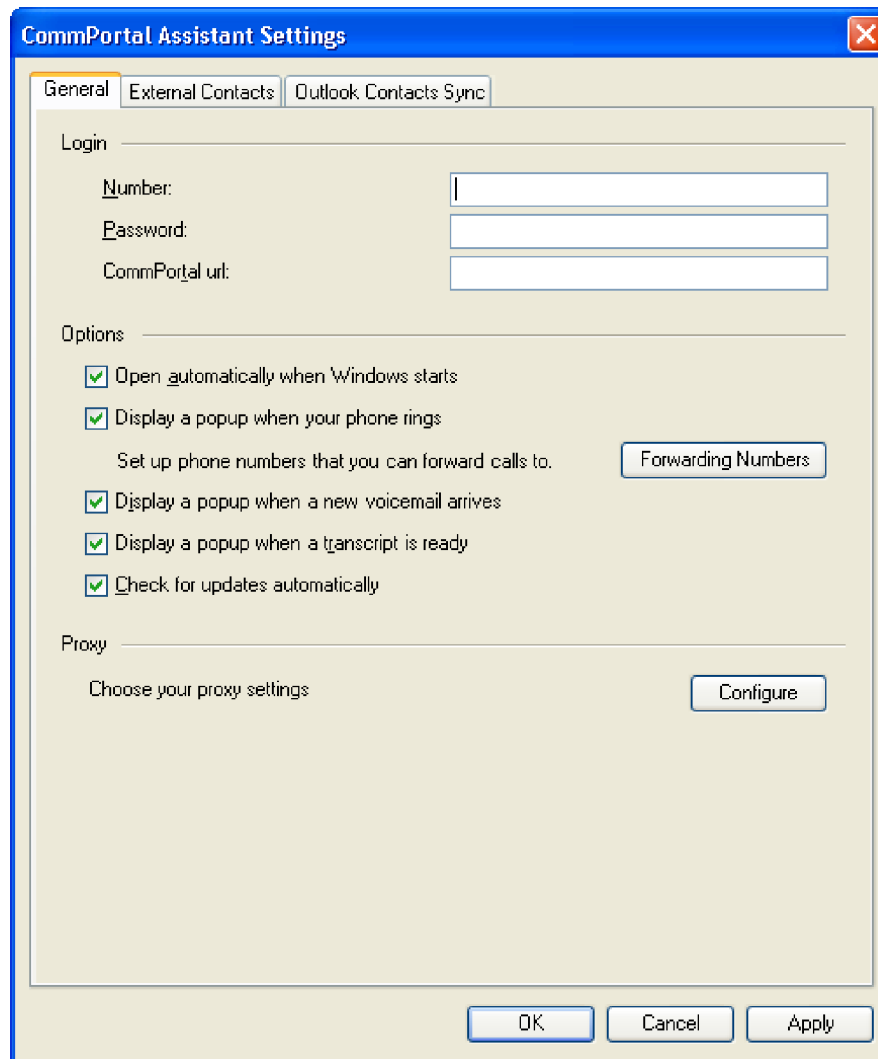 CommPortal Assistant Settings
General External Contacts Outlook Contacts Sync
Login
Number:
Password:
CommPortal url:
Options
Open automatically when Windows starts
Display a popup when your phone rings
Set up phone numbers that you can forward calls to. Forwarding Numbers
Display a popup when a new voicemail arrives
Display a popup when a transcript is ready
Check for updates automatically
Proxy
Choose your proxy settings Configure
OK Cancel Apply